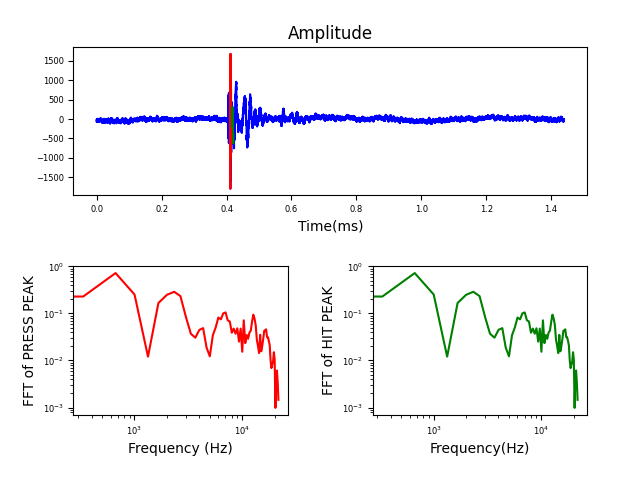 Amplitude
1500
1000
500
0
−500
−1000
−1500
0.0 0.2 0.4 0.6 0.8 1.0 1.2 1.4
Time(ms)
FFT of PRESS PEAK
10⁰
10⁻¹
10⁻²
10⁻³
10³ 10⁴
Frequency (Hz)
FFT of HIT PEAK
10⁰
10⁻¹
10⁻²
10⁻³
10³ 10⁴
Frequency(Hz)